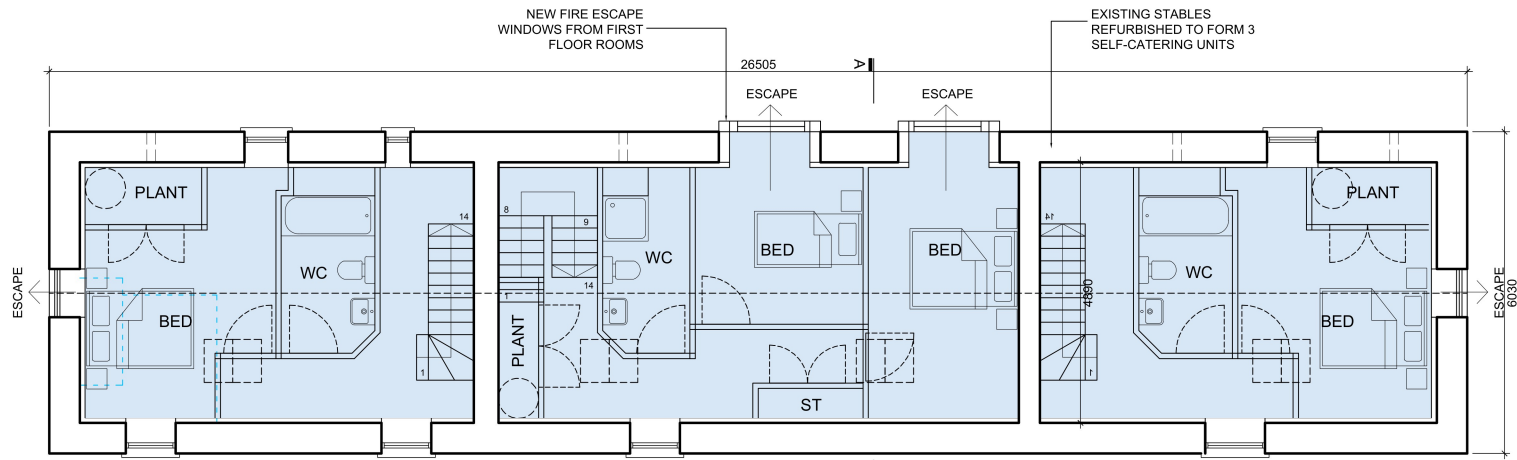 NEW FIRE ESCAPE
WINDOWS FROM FIRST
FLOOR ROOMS
EXISTING STABLES
REFURBISHED TO FORM 3
SELF-CATERING UNITS
26505
A
ESCAPE
ESCAPE
PLANT
PLANT
14
8
9
14
WC
WC
BED
BED
WC
ESCAPE
14
1
4890
ESCAPE
6030
BED
BED
PLANT
1
1
ST